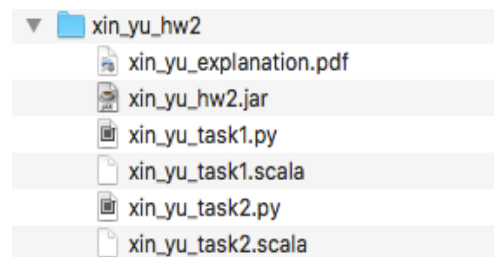 xin_yu_hw2
xin_yu_explanation.pdf
xin_yu_hw2.jar
xin_yu_task1.py
xin_yu_task1.scala
xin_yu_task2.py
xin_yu_task2.scala